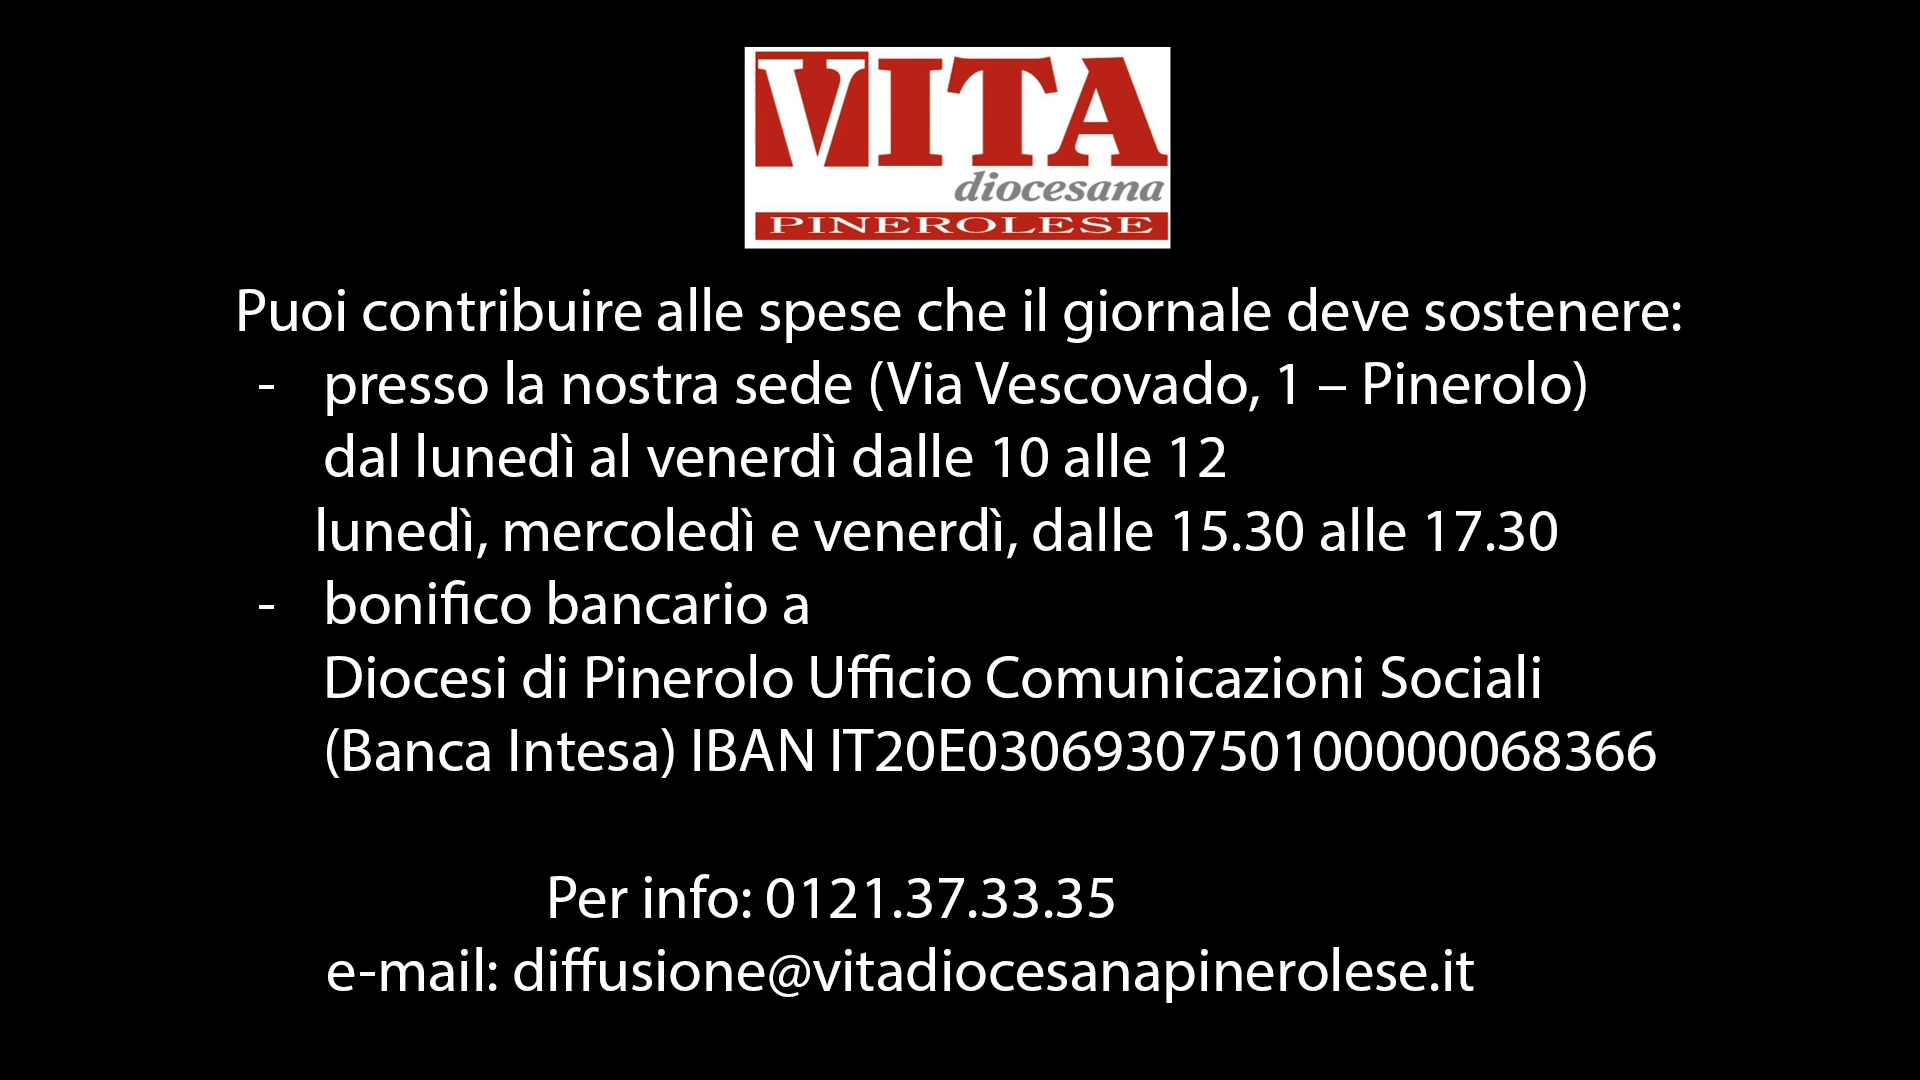 VITA
diocesana
PINEROLESE
Puoi contribuire alle spese che il giornale deve sostenere:
- presso la nostra sede (Via Vescovado, 1 – Pinerolo)
dal lunedì al venerdì dalle 10 alle 12
lunedì, mercoledì e venerdì, dalle 15.30 alle 17.30
- bonifico bancario a
Diocesi di Pinerolo Ufficio Comunicazioni Sociali
(Banca Intesa) IBAN IT20E0306930750100000068366
Per info: 0121.37.33.35
e-mail: diffusione@vitadiocesanapinerolese.it